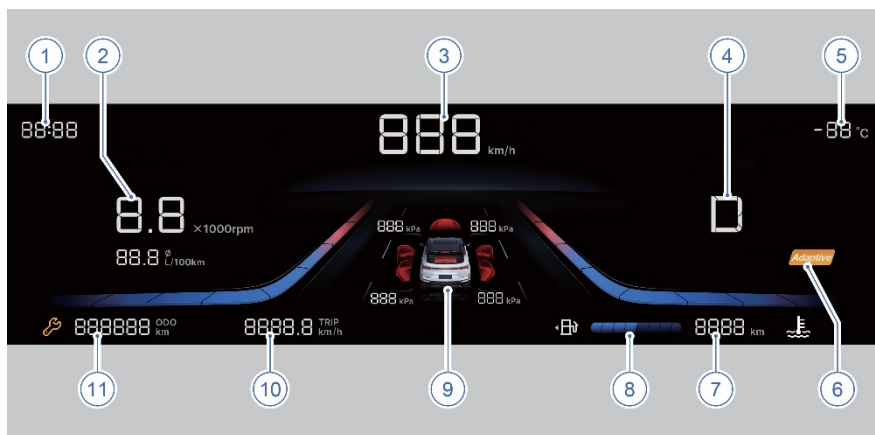 1
2
3
4
5
88:88
888 km/h
-88 °C
8.8 ×1000rpm
888 kPa
888 kPa
D
88.8 ø L/100km
Adaptive
888 kPa
888 kPa
888888 ODO km
8888.8 TRIP km/h
8888 km
11
10
9
8
7
6